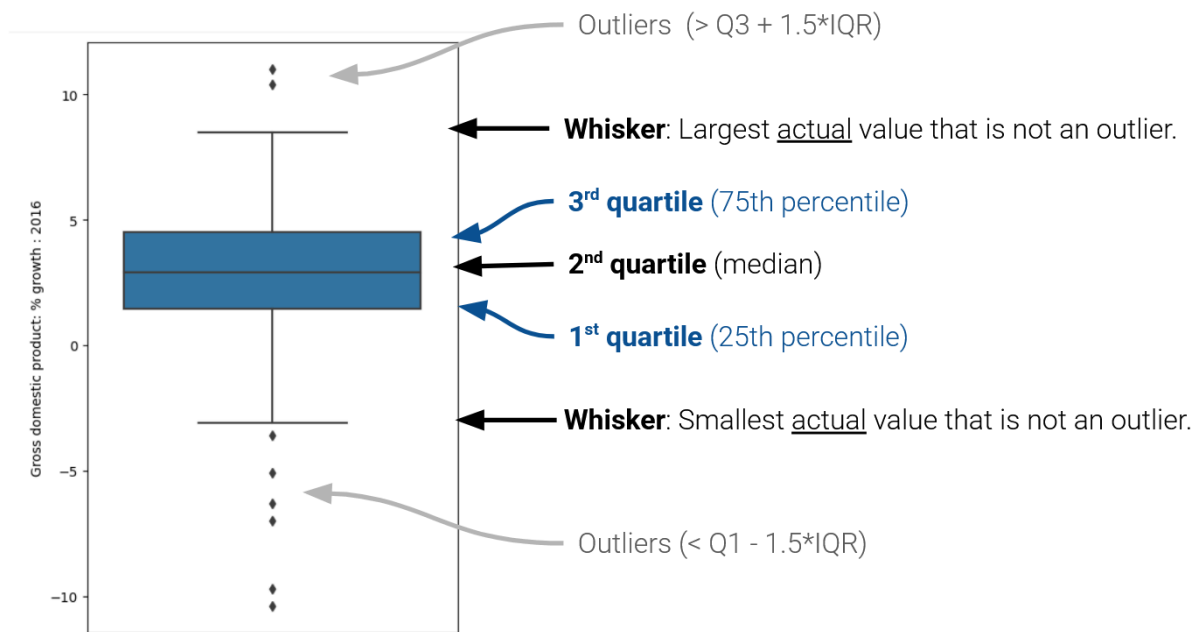 Outliers (> Q3 + 1.5*IQR)
10
Whisker: Largest actual value that is not an outlier.
3rd quartile (75th percentile)
5
2nd quartile (median)
Gross domestic product: % growth : 2016
1st quartile (25th percentile)
0
Whisker: Smallest actual value that is not an outlier.
−5
Outliers (< Q1 - 1.5*IQR)
−10